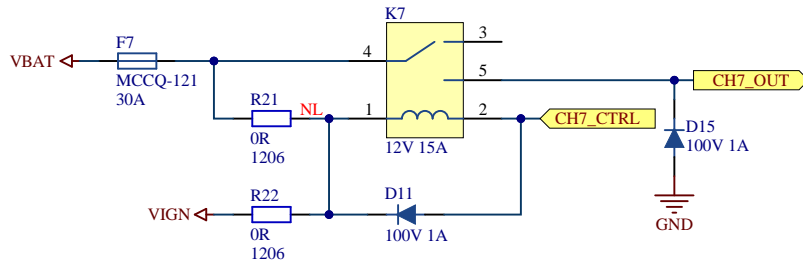 K7
F7
3
VBAT
4
MCCQ-121
30A
5
CH7_OUT
R21
NL
1
2
CH7_CTRL
0R
1206
12V 15A
D15
100V 1A
R22
D11
VIGN
0R
1206
100V 1A
GND